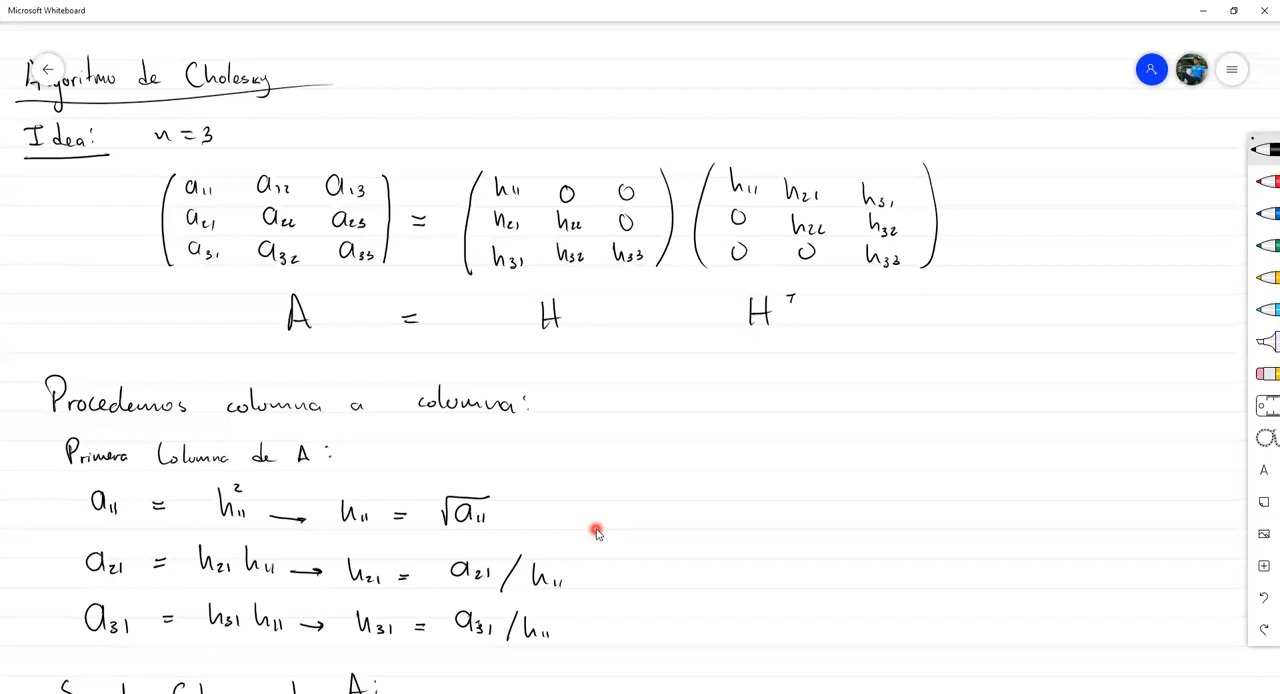 Microsoft Whiteboard
Algoritmo de Cholesky
Idea: n = 3
a11 a12 a13 h11 0 0 h11 h21 h31
a21 a22 a23 = h21 h22 0 0 h22 h32
a31 a32 a33 h31 h32 h33 0 0 h33
A = H H^T
Procedemos columna a columna:
Primera Columna de A :
a11 = h11^2 → h11 = √a11
a21 = h21 h11 → h21 = a21 / h11
a31 = h31 h11 → h31 = a31 / h11
A: